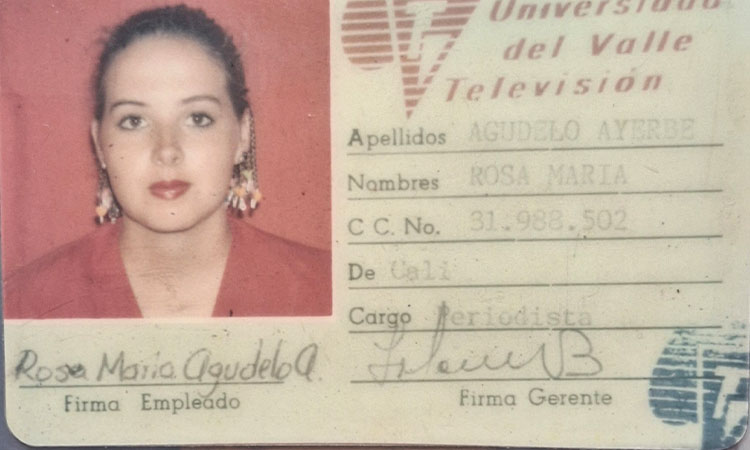 Universidad
del Valle
Televisión
Apellidos AGUDELO AYERBE
Nombres ROSA MARIA
C C. No. 31.988.502
De Cali
Cargo Periodista
Rosa Maria Agudelo A.
Firma Empleado
Firma Gerente